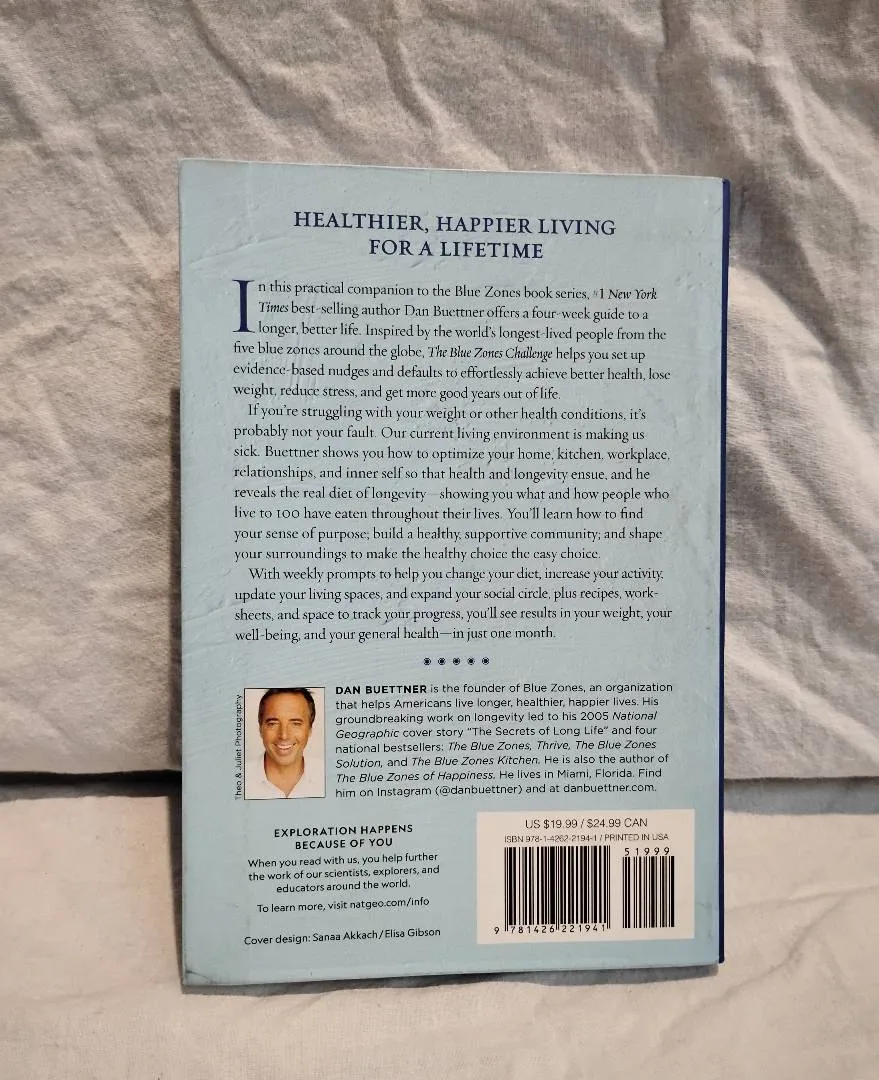 HEALTHIER, HAPPIER LIVING
FOR A LIFETIME
In this practical companion to the Blue Zones book series, #1 New York
Times best-selling author Dan Buettner offers a four-week guide to a
longer, better life. Inspired by the world's longest-lived people from the
five blue zones around the globe, The Blue Zones Challenge helps you set up
evidence-based nudges and defaults to effortlessly achieve better health, lose
weight, reduce stress, and get more good years out of life.
If you're struggling with your weight or other health conditions, it's
probably not your fault. Our current living environment is making us
sick. Buettner shows you how to optimize your home, kitchen, workplace,
relationships, and inner self so that health and longevity ensue, and he
reveals the real diet of longevity—showing you what and how people who
live to 100 have eaten throughout their lives. You'll learn how to find
your sense of purpose; build a healthy, supportive community; and shape
your surroundings to make the healthy choice the easy choice.
With weekly prompts to help you change your diet, increase your activity,
update your living spaces, and expand your social circle, plus recipes, work-
sheets, and space to track your progress, you'll see results in your weight, your
well-being, and your general health—in just one month.
Theo & Juliet Photography
DAN BUETTNER is the founder of Blue Zones, an organization
that helps Americans live longer, healthier, happier lives. His
groundbreaking work on longevity led to his 2005 National
Geographic cover story "The Secrets of Long Life" and four
national bestsellers: The Blue Zones, Thrive, The Blue Zones
Solution, and The Blue Zones Kitchen. He is also the author of
The Blue Zones of Happiness. He lives in Miami, Florida. Find
him on Instagram (@danbuettner) and at danbuettner.com.
EXPLORATION HAPPENS
BECAUSE OF YOU
When you read with us, you help further
the work of our scientists, explorers, and
educators around the world.
To learn more, visit natgeo.com/info
Cover design: Sanaa Akkach/Elisa Gibson
US $19.99 / $24.99 CAN
ISBN 978-1-4262-2194-1 / PRINTED IN USA
51999
9 781426 221941